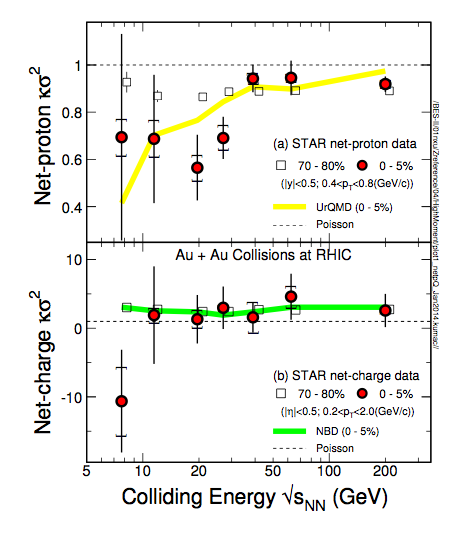 1
0.8
0.6
0.4
Net-proton κσ²
(a) STAR net-proton data
70 - 80% 0 - 5%
(|y|<0.5; 0.4<pT<0.8(GeV/c))
UrQMD (0 - 5%)
Poisson
Au + Au Collisions at RHIC
10
0
-10
Net-charge κσ²
(b) STAR net-charge data
70 - 80% 0 - 5%
(|η|<0.5; 0.2<pT<2.0(GeV/c))
NBD (0 - 5%)
Poisson
5 10 20 50 100 200
Colliding Energy √sNN (GeV)